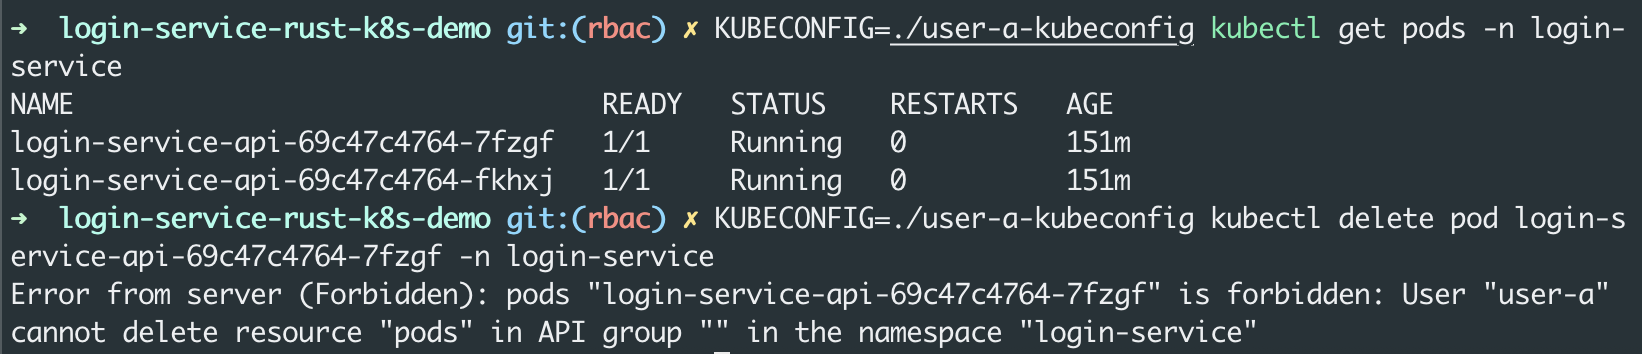 ➜  login-service-rust-k8s-demo git:(rbac) ✗ KUBECONFIG=./user-a-kubeconfig kubectl get pods -n login-
service
NAME                                 READY   STATUS    RESTARTS   AGE
login-service-api-69c47c4764-7fzgf   1/1     Running   0          151m
login-service-api-69c47c4764-fkhxj   1/1     Running   0          151m
➜  login-service-rust-k8s-demo git:(rbac) ✗ KUBECONFIG=./user-a-kubeconfig kubectl delete pod login-s
ervice-api-69c47c4764-7fzgf -n login-service
Error from server (Forbidden): pods "login-service-api-69c47c4764-7fzgf" is forbidden: User "user-a"
cannot delete resource "pods" in API group "" in the namespace "login-service"